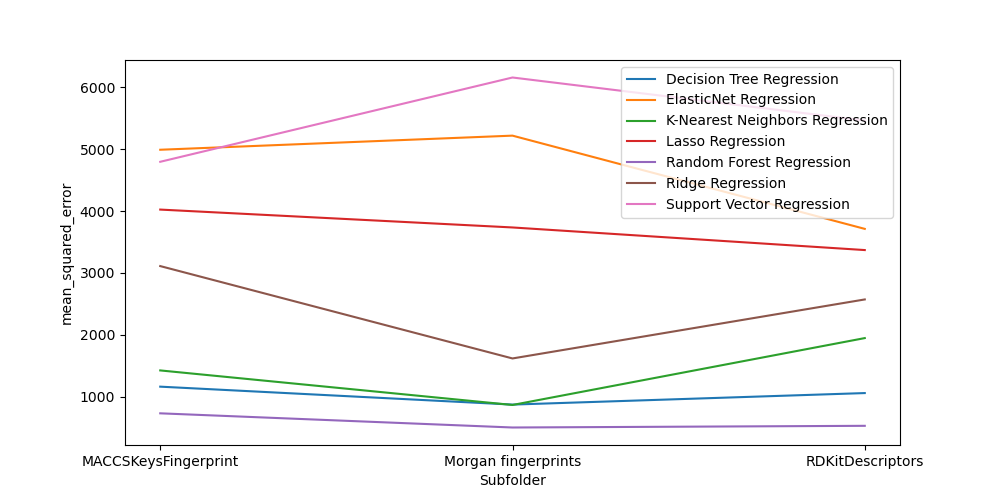 6000
5000
4000
3000
2000
1000
mean_squared_error
Decision Tree Regression
ElasticNet Regression
K-Nearest Neighbors Regression
Lasso Regression
Random Forest Regression
Ridge Regression
Support Vector Regression
MACCSKeysFingerprint
Morgan fingerprints
RDKitDescriptors
Subfolder